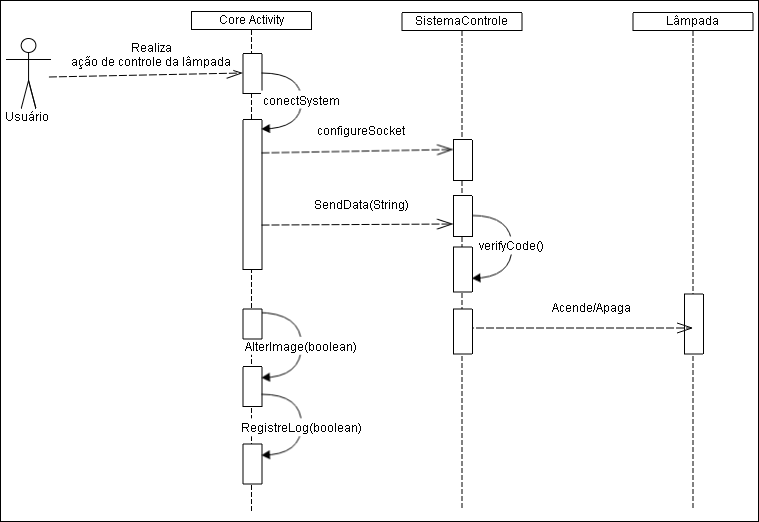 Core Activity
SistemaControle
Lâmpada
Realiza
ação de controle da lâmpada
Usuário
conectSystem
configureSocket
SendData(String)
verifyCode()
Acende/Apaga
AlterImage(boolean)
RegistreLog(boolean)